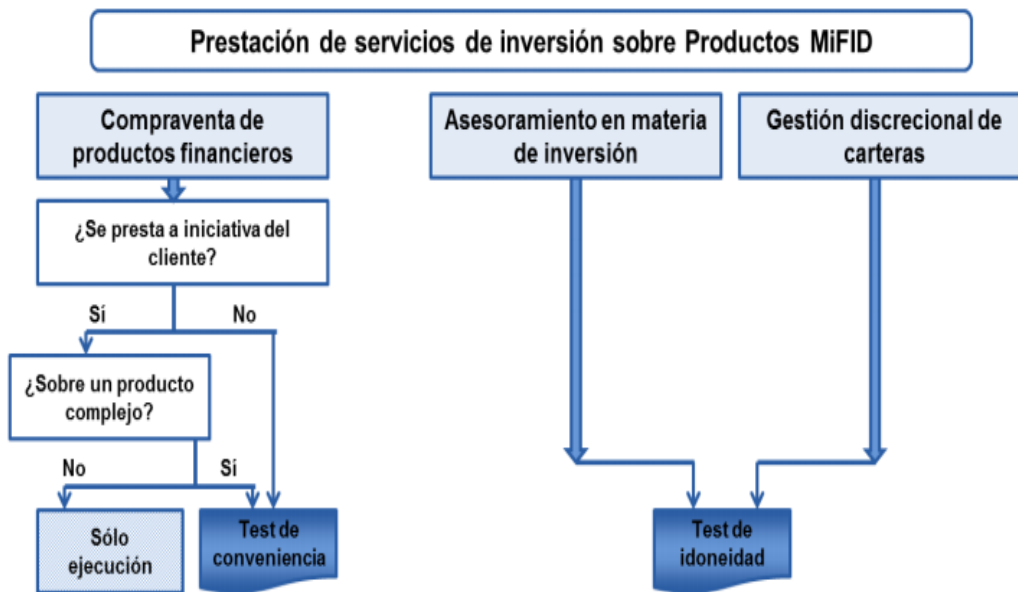 Prestación de servicios de inversión sobre Productos MiFID
Compraventa de
productos financieros
Asesoramiento en materia
de inversión
Gestión discrecional de
carteras
¿Se presta a iniciativa del
cliente?
Sí
No
¿Sobre un producto
complejo?
No
Sí
Sólo
ejecución
Test de
conveniencia
Test de
idoneidad